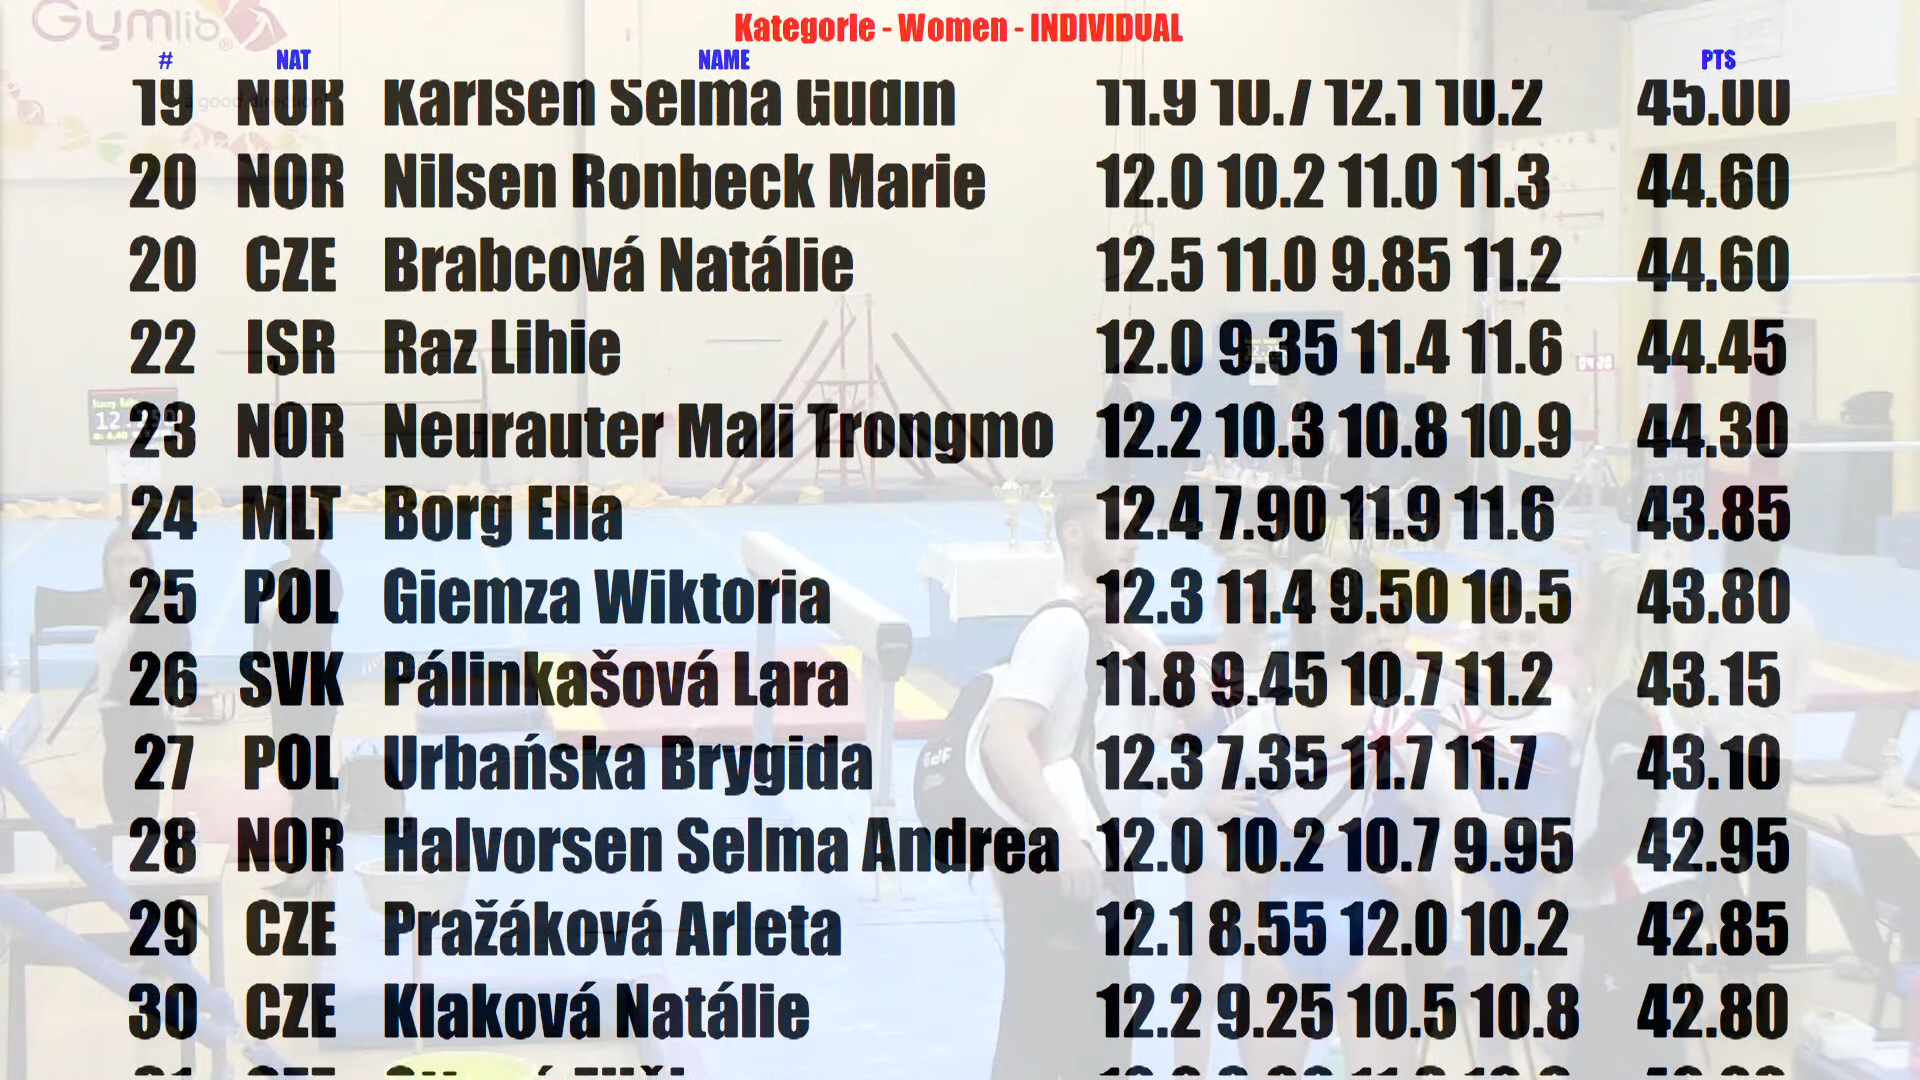 Gymlib®
a good direction
Kategorie - Women - INDIVIDUAL
# NAT NAME PTS
19 NOR Karlsen Selma Gudin 11.9 10.7 12.1 10.2 45.00
20 NOR Nilsen Ronbeck Marie 12.0 10.2 11.0 11.3 44.60
20 CZE Brabcová Natálie 12.5 11.0 9.85 11.2 44.60
22 ISR Raz Lihie 12.0 9.35 11.4 11.6 44.45
23 NOR Neurauter Mali Trongmo 12.2 10.3 10.8 10.9 44.30
24 MLT Borg Ella 12.4 7.90 11.9 11.6 43.85
25 POL Giemza Wiktoria 12.3 11.4 9.50 10.5 43.80
26 SVK Pálinkašová Lara 11.8 9.45 10.7 11.2 43.15
27 POL Urbańska Brygida 12.3 7.35 11.7 11.7 43.10
28 NOR Halvorsen Selma Andrea 12.0 10.2 10.7 9.95 42.95
29 CZE Pražáková Arleta 12.1 8.55 12.0 10.2 42.85
30 CZE Klaková Natálie 12.2 9.25 10.5 10.8 42.80